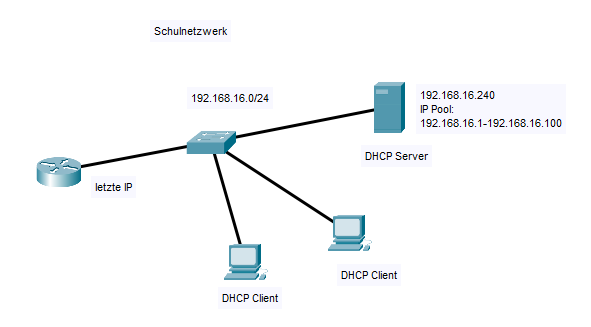 Schulnetzwerk
192.168.16.0/24
192.168.16.240
IP Pool:
192.168.16.1-192.168.16.100
DHCP Server
letzte IP
DHCP Client
DHCP Client